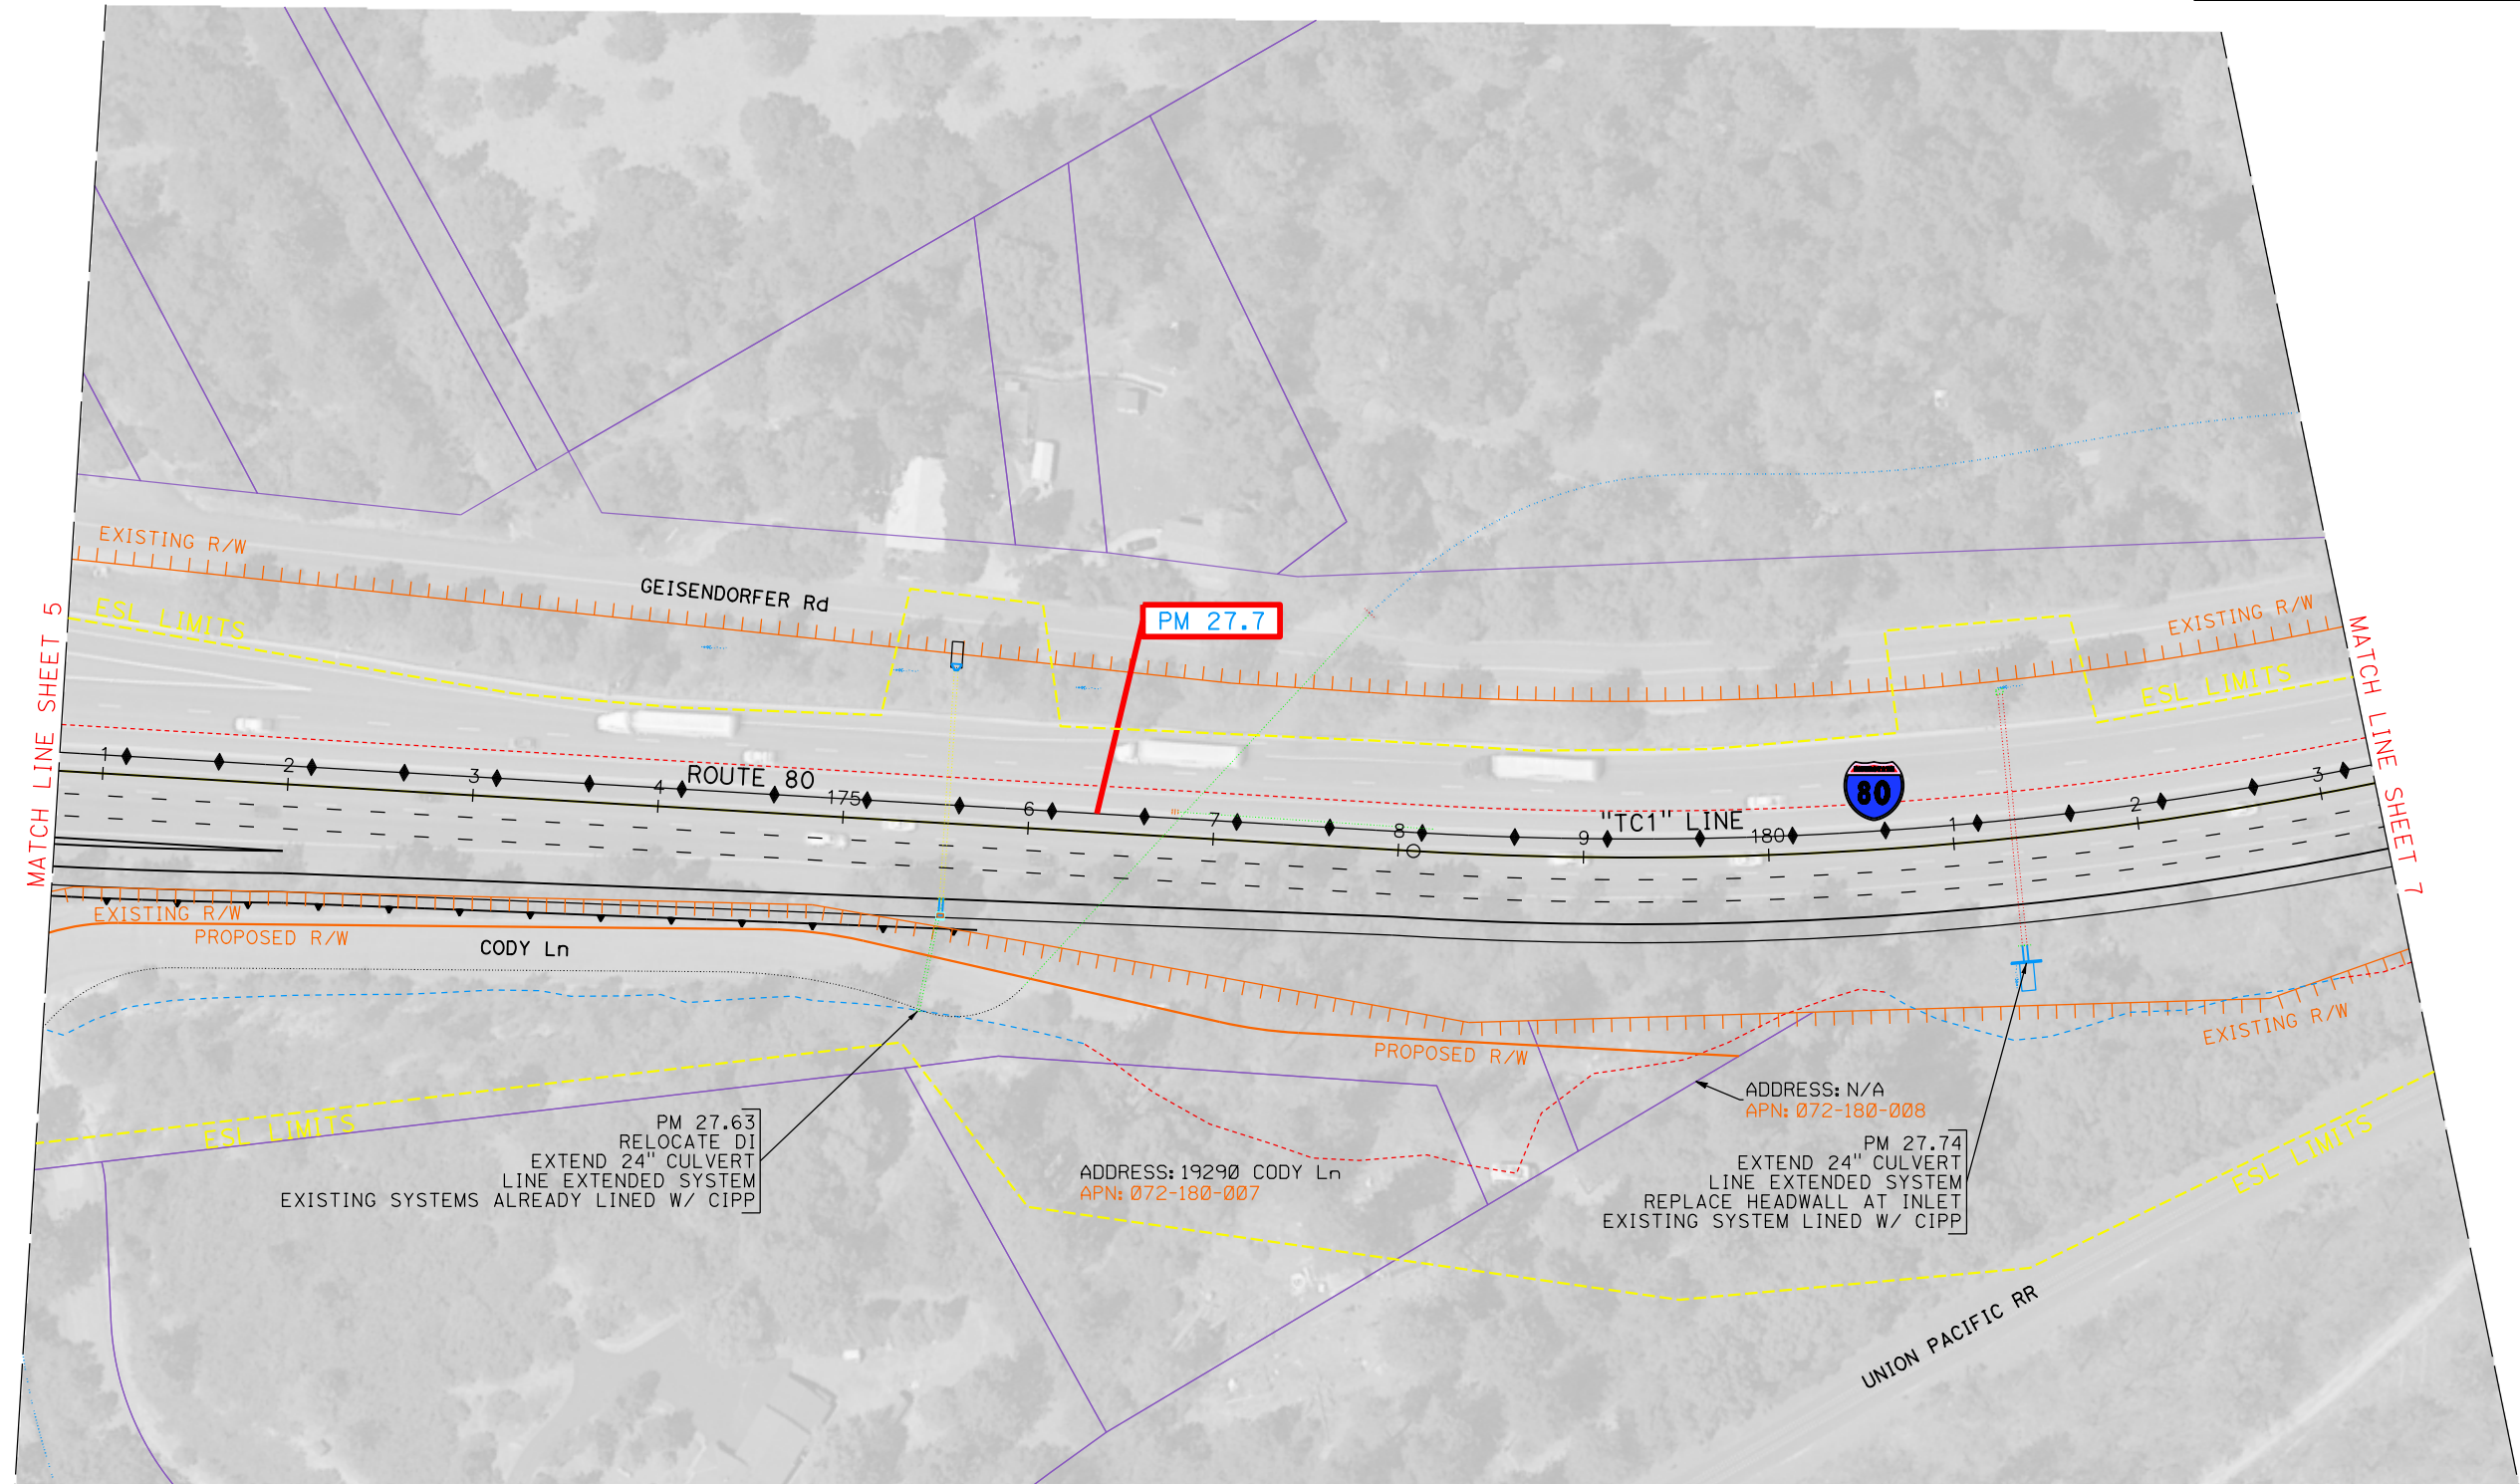 EXISTING R/W
ESL LIMITS
GEISENDORFER Rd
PM 27.7
EXISTING R/W
ESL LIMITS
MATCH LINE SHEET 5
MATCH LINE SHEET 7
1 2 3 4 175 6 7 8 9 180 1 2 3
ROUTE 80
"TC1" LINE
80
EXISTING R/W
PROPOSED R/W
CODY Ln
PROPOSED R/W
EXISTING R/W
ESL LIMITS
PM 27.63
RELOCATE DI
EXTEND 24" CULVERT
LINE EXTENDED SYSTEM
EXISTING SYSTEMS ALREADY LINED W/ CIPP
ADDRESS: 19290 CODY Ln
APN: 072-180-007
ADDRESS: N/A
APN: 072-180-008
PM 27.74
EXTEND 24" CULVERT
LINE EXTENDED SYSTEM
REPLACE HEADWALL AT INLET
EXISTING SYSTEM LINED W/ CIPP
ESL LIMITS
UNION PACIFIC RR